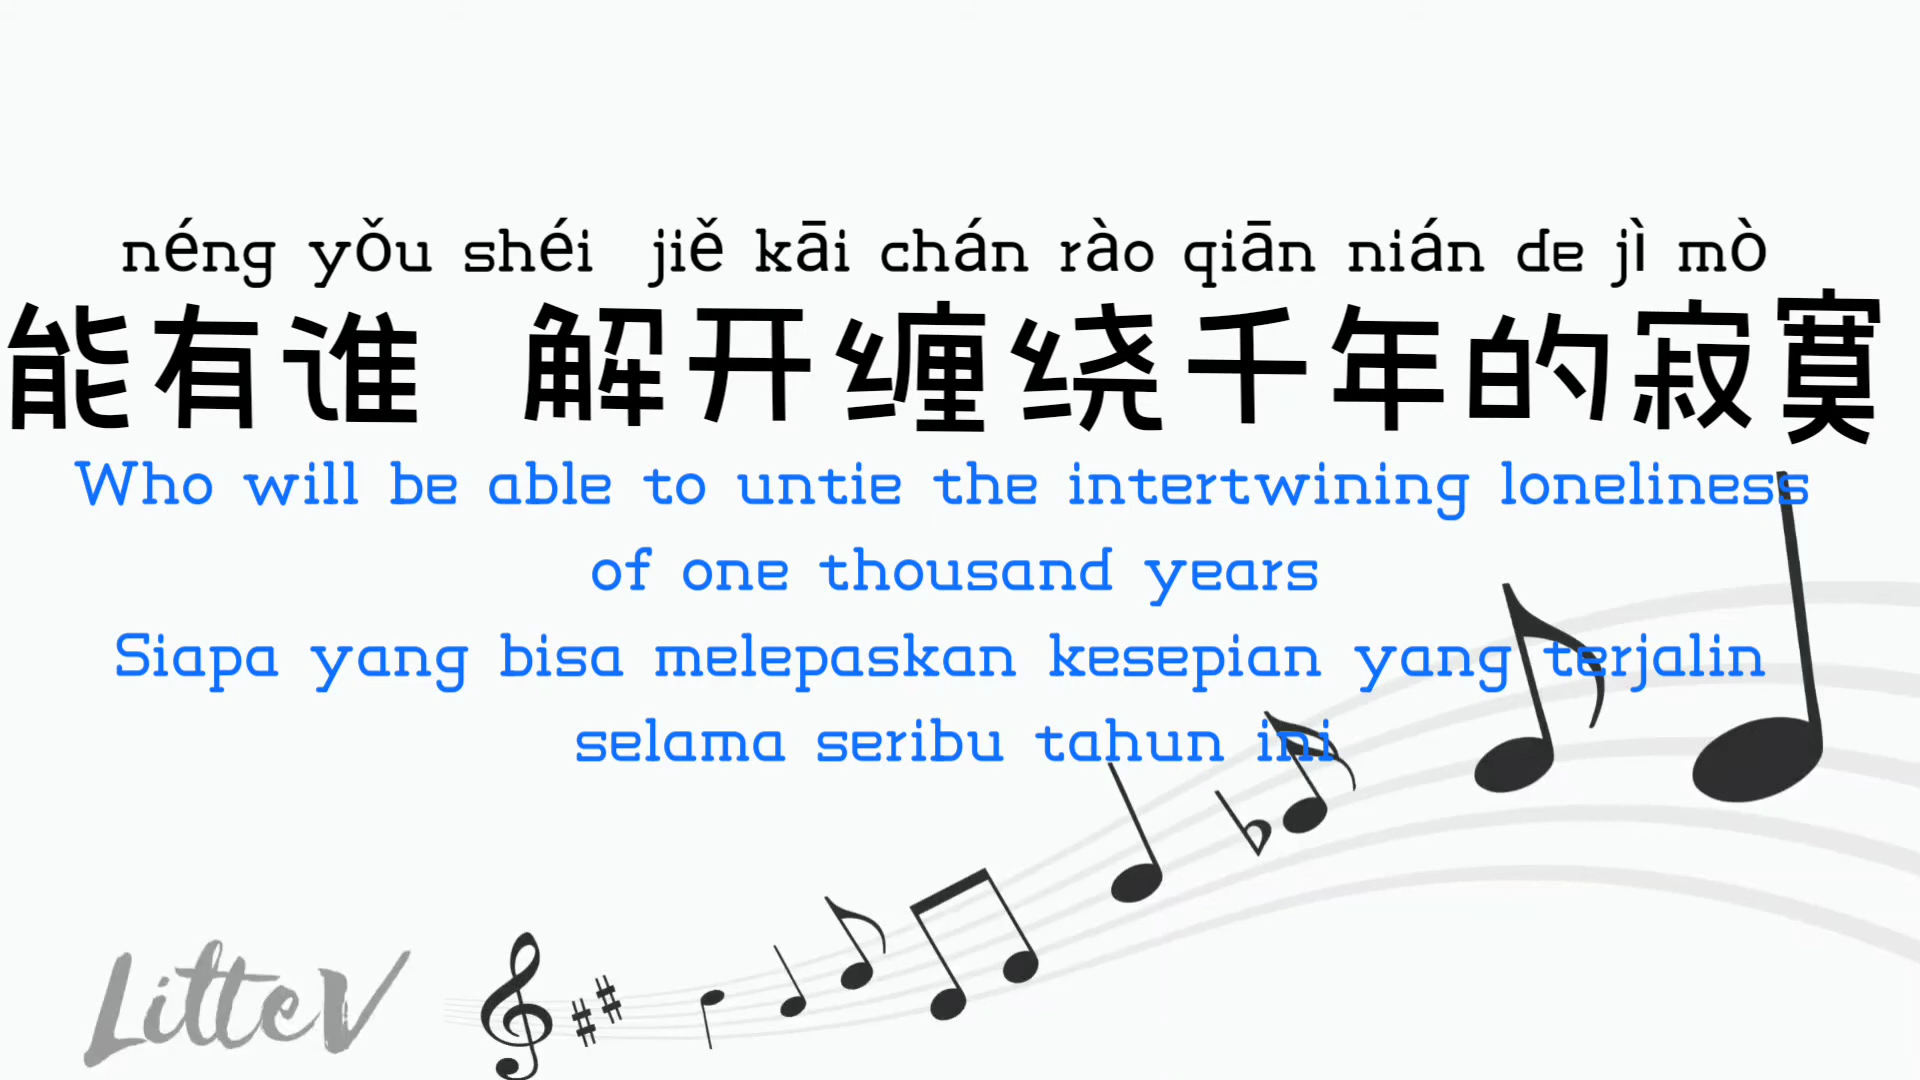 néng yǒu shéi jiě kāi chán rào qiān nián de jì mò
能有谁 解开缠绕千年的寂寞
Who will be able to untie the intertwining loneliness
of one thousand years
Siapa yang bisa melepaskan kesepian yang terjalin
selama seribu tahun ini
LitteV